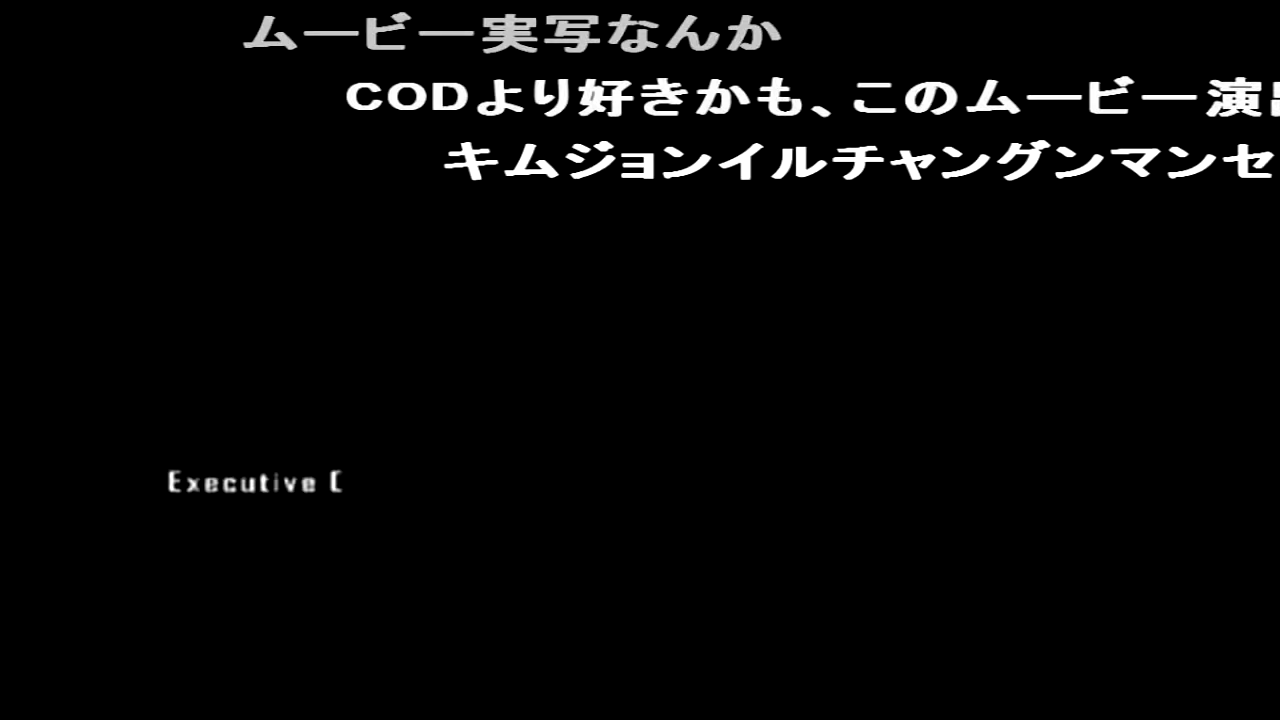 ムービー実写なんか
CODより好きかも、このムービー演出
キムジョンイルチャングンマンセ
Executive